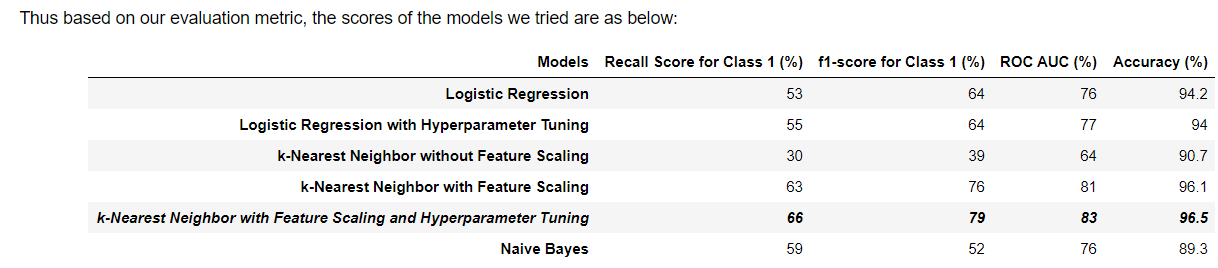 Thus based on our evaluation metric, the scores of the models we tried are as below:
Models Recall Score for Class 1 (%) f1-score for Class 1 (%) ROC AUC (%) Accuracy (%)
Logistic Regression 53 64 76 94.2
Logistic Regression with Hyperparameter Tuning 55 64 77 94
k-Nearest Neighbor without Feature Scaling 30 39 64 90.7
k-Nearest Neighbor with Feature Scaling 63 76 81 96.1
k-Nearest Neighbor with Feature Scaling and Hyperparameter Tuning 66 79 83 96.5
Naive Bayes 59 52 76 89.3